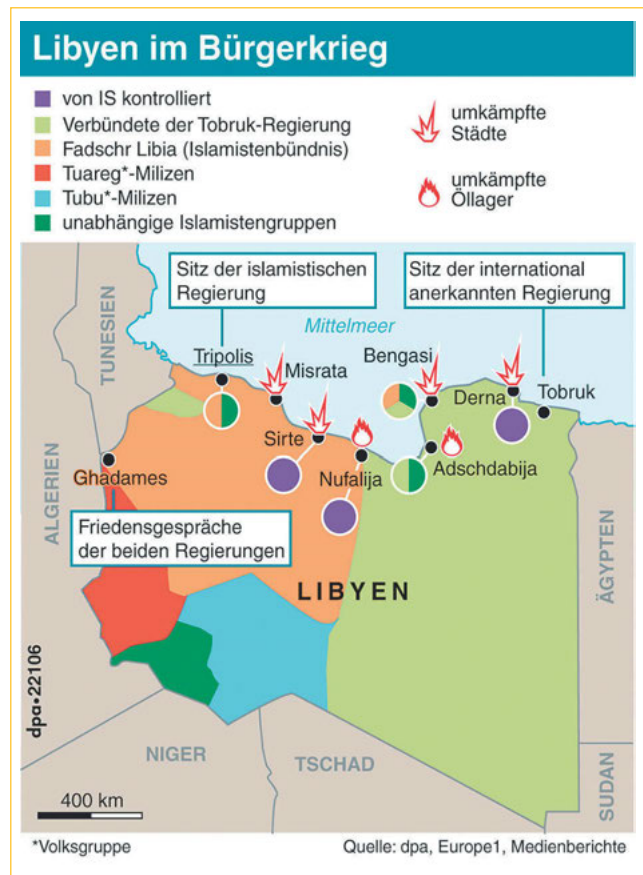 Libyen im Bürgerkrieg
von IS kontrolliert
Verbündete der Tobruk-Regierung
Fadschr Libia (Islamistenbündnis)
Tuareg*-Milizen
Tubu*-Milizen
unabhängige Islamistengruppen
umkämpfte
Städte
umkämpfte
Öllager
Sitz der islamistischen
Regierung
Sitz der international
anerkannten Regierung
TUNESIEN
Mittelmeer
Tripolis
Misrata
Bengasi
Derna
Tobruk
Sirte
Nufalija
Adschdabija
ALGERIEN
Ghadames
Friedensgespräche
der beiden Regierungen
LIBYEN
ÄGYPTEN
dpa•22106
NIGER
TSCHAD
SUDAN
400 km
*Volksgruppe
Quelle: dpa, Europe1, Medienberichte